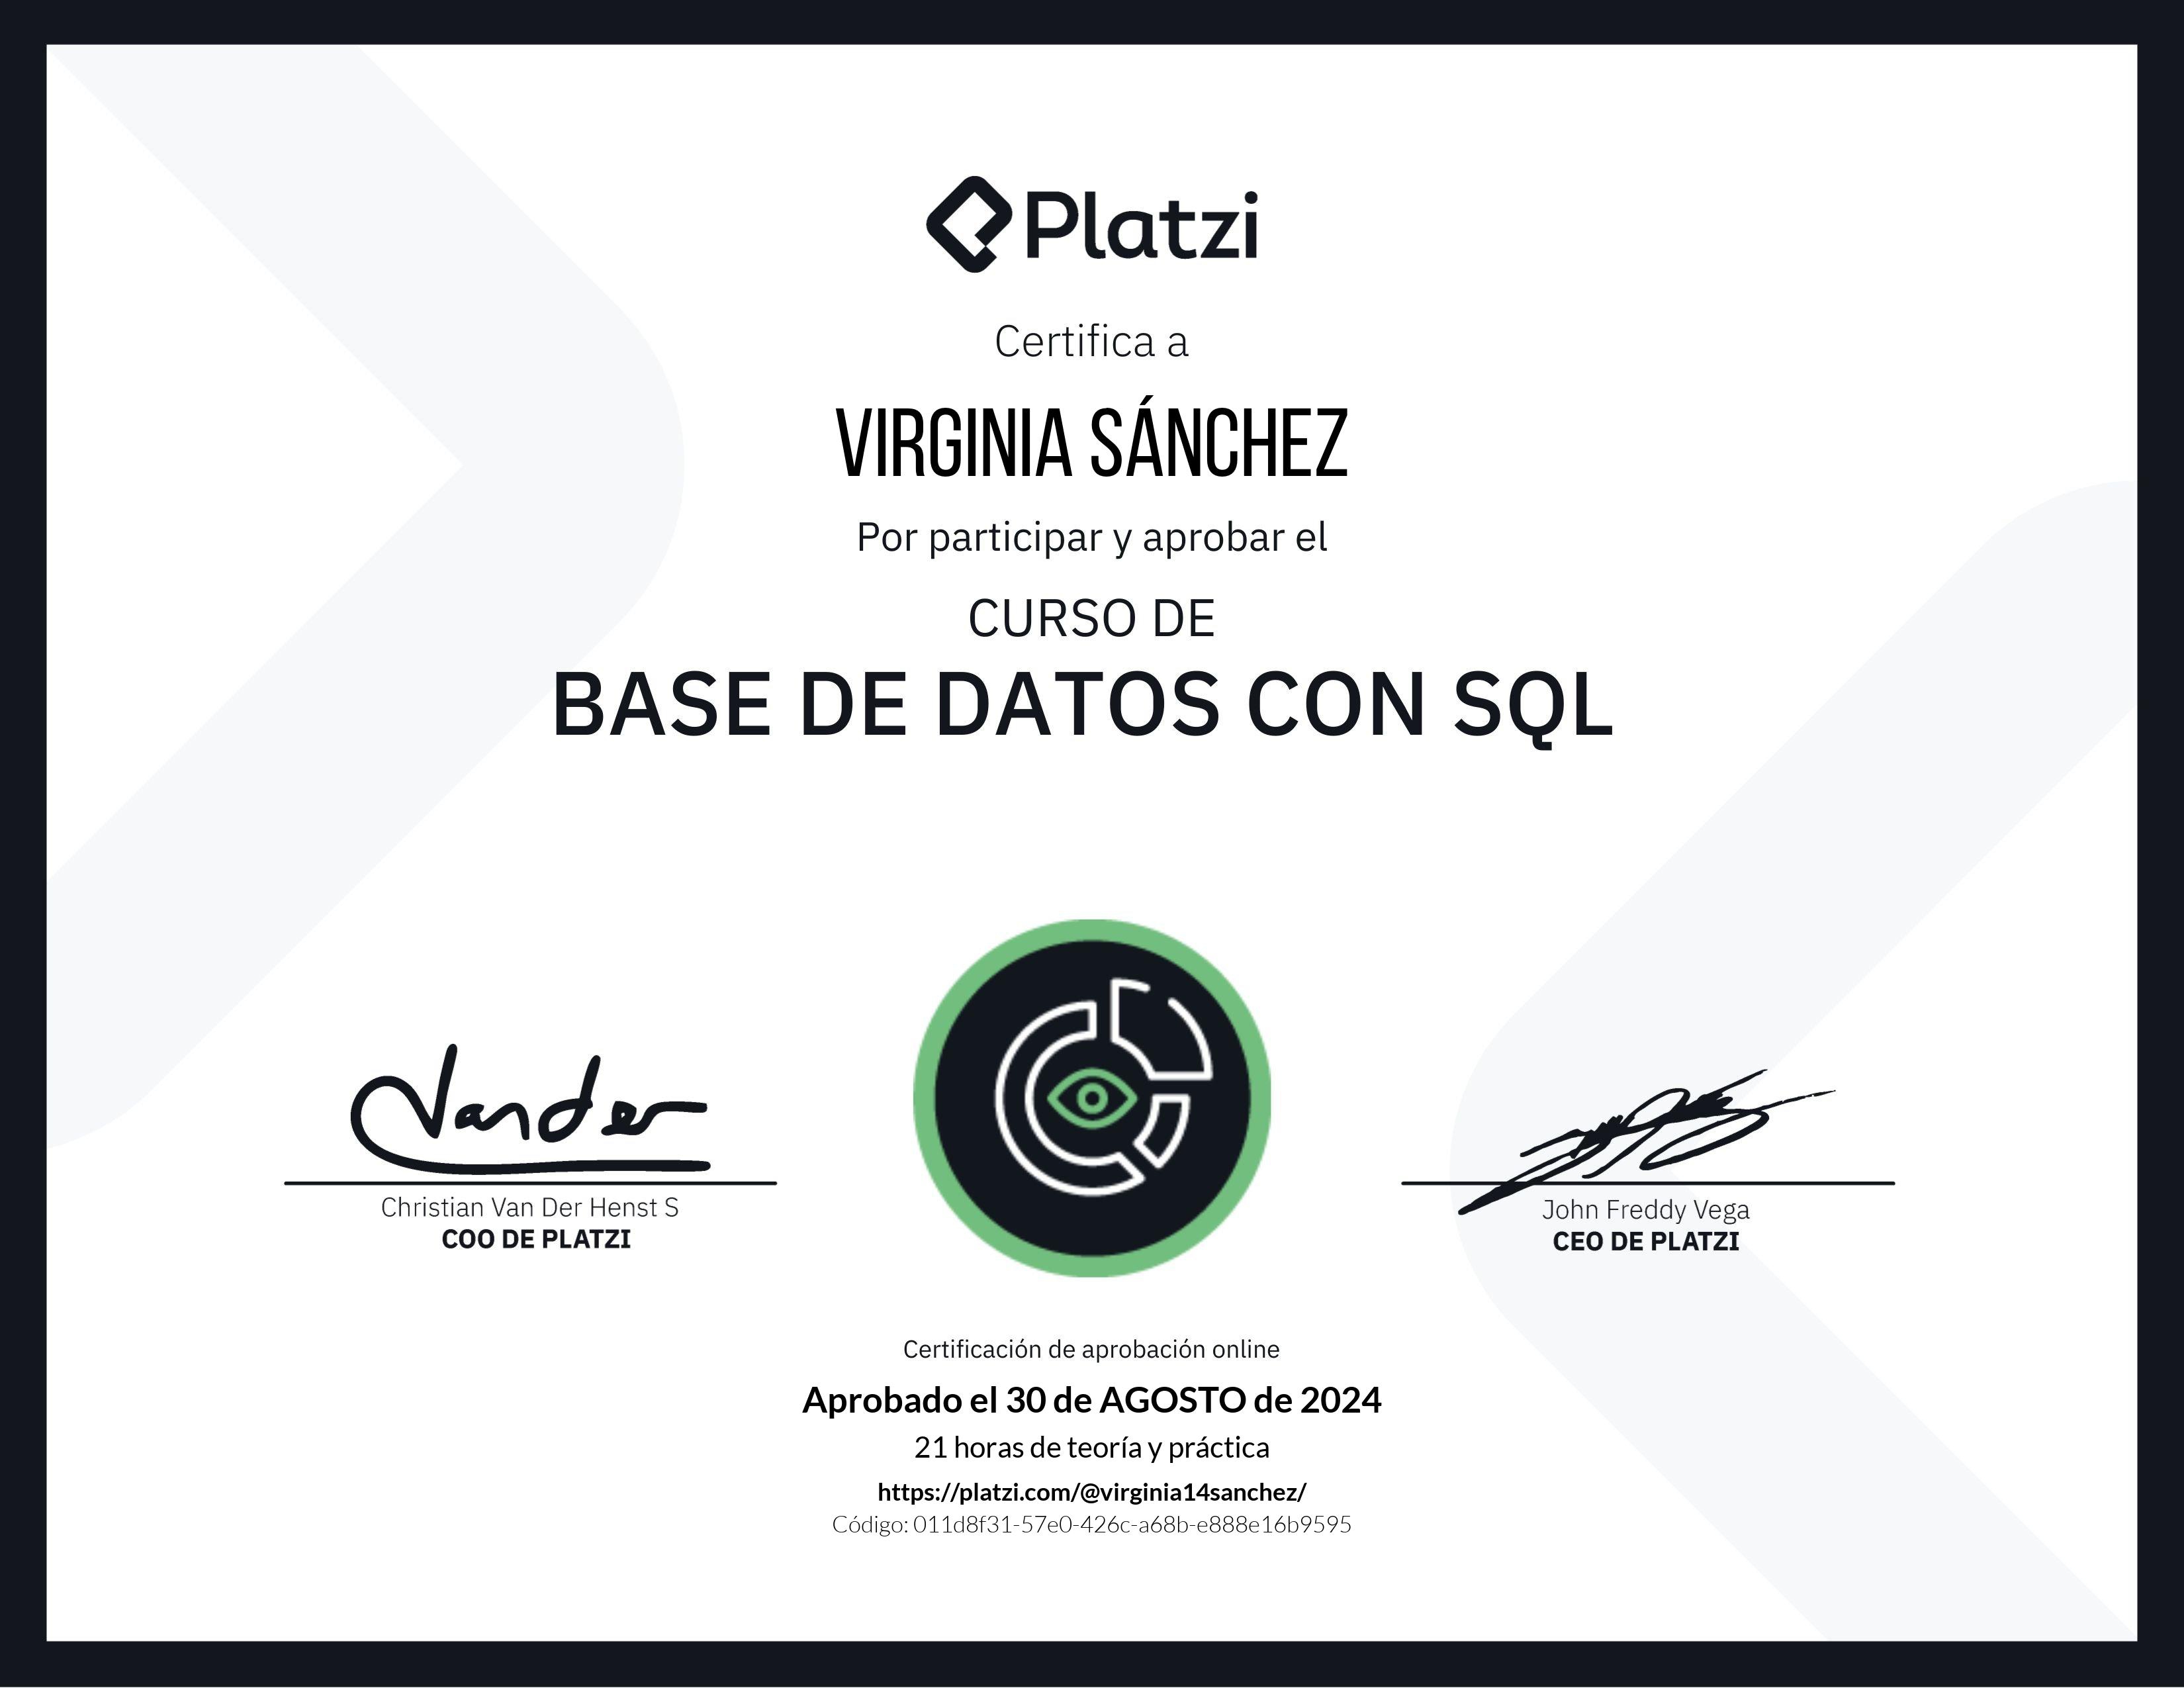 Platzi
Certifica a
VIRGINIA SÁNCHEZ
Por participar y aprobar el
CURSO DE
BASE DE DATOS CON SQL
Vander
Christian Van Der Henst S
COO DE PLATZI
John Freddy Vega
CEO DE PLATZI
Certificación de aprobación online
Aprobado el 30 de AGOSTO de 2024
21 horas de teoría y práctica
https://platzi.com/@virginia14sanchez/
Código: 011d8f31-57e0-426c-a68b-e888e16b9595